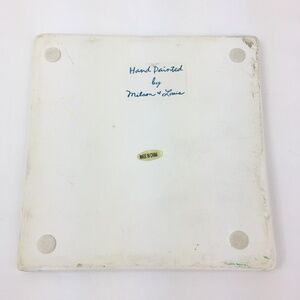 Hand Painted
by
Milson & Louis
MADE IN CHINA